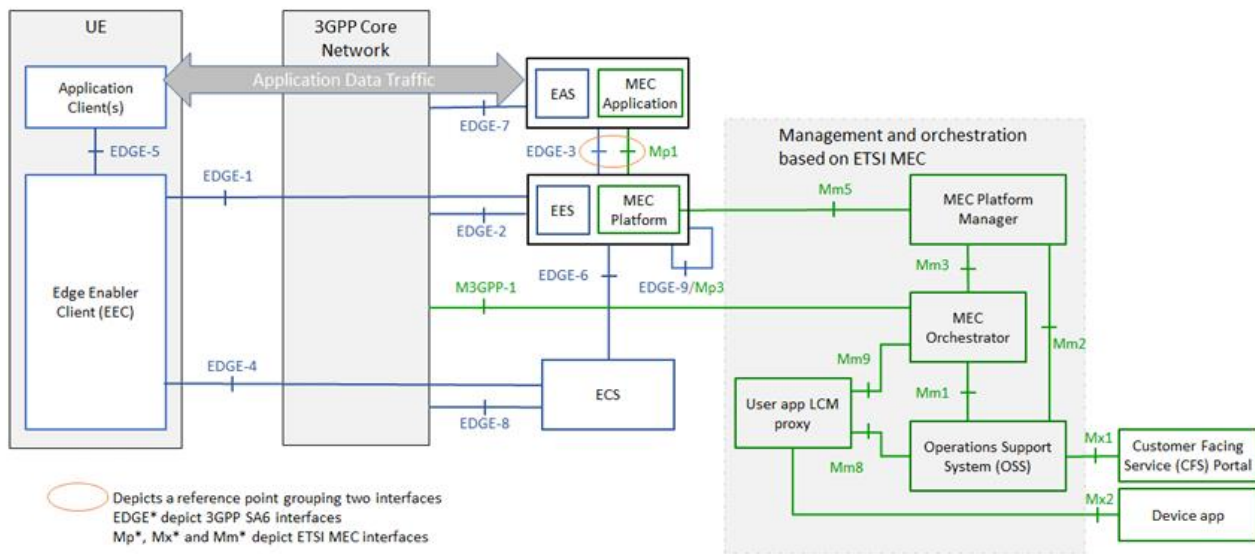 UE
3GPP Core
Network
Application Data Traffic
Application
Client(s)
EAS
MEC
Application
EDGE-7
EDGE-5
EDGE-3
Mp1
Management and orchestration
based on ETSI MEC
EDGE-1
EES
MEC
Platform
Mm5
MEC Platform
Manager
EDGE-2
EDGE-6
EDGE-9/Mp3
Mm3
M3GPP-1
Edge Enabler
Client (EEC)
MEC
Orchestrator
Mm2
Mm9
EDGE-4
ECS
Mm1
User app LCM
proxy
EDGE-8
Mm8
Operations Support
System (OSS)
Mx1
Customer Facing
Service (CFS) Portal
Mx2
Device app
Depicts a reference point grouping two interfaces
EDGE* depict 3GPP SA6 interfaces
Mp*, Mx* and Mm* depict ETSI MEC interfaces